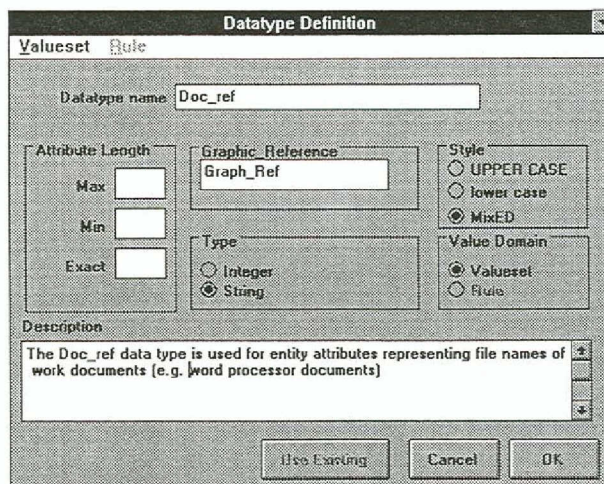 Datatype Definition
Valueset Rule
Datatype name Doc_ref
Attribute Length
Max
Min
Exact
Graphic_Reference
Graph_Ref
Type
Integer
String
Style
UPPER CASE
lower case
MixED
Value Domain
Valueset
Rule
Description
The Doc_ref data type is used for entity attributes representing file names of
work documents (e.g. word processor documents)
Use Existing Cancel OK